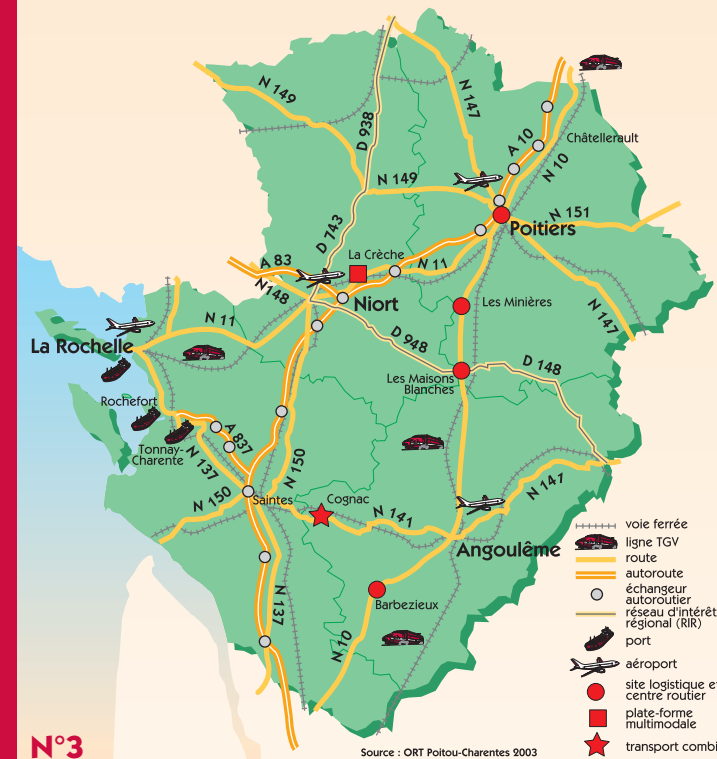 N 149
D 938
N 147
A 10
Châtellerault
N 10
N 149
N 151
Poitiers
D 743
La Crèche
A 83
N 11
N148
Niort
Les Minières
N 147
N 11
La Rochelle
D 948
D 148
Les Maisons
Blanches
Rochefort
A 837
Tonnay-
Charente
N 137
N 150
N 150
Saintes
Cognac
N 141
N 141
Angoulême
Barbezieux
N 137
N 10
voie ferrée
ligne TGV
route
autoroute
échangeur
autoroutier
réseau d'intérêt
régional (RIR)
port
aéroport
site logistique et
centre routier
plate-forme
multimodale
transport combi
N°3
Source : ORT Poitou-Charentes 2003